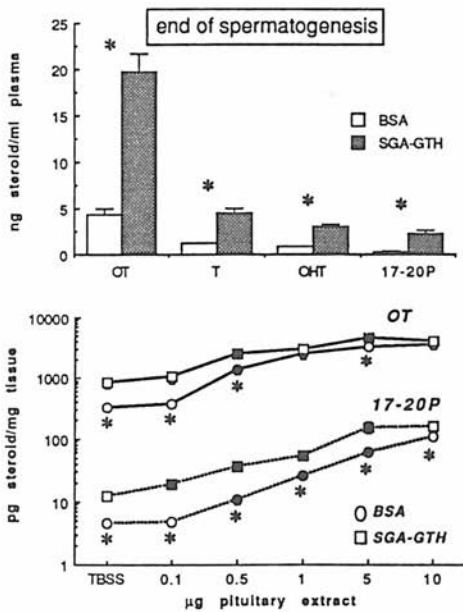 end of spermatogenesis
ng steroid/ml plasma
25
20
15
10
5
0
*
*
*
*
BSA
SGA-GTH
OT
T
OHT
17-20P
pg steroid/mg tissue
10000
1000
100
10
1
OT
*
*
*
*
17-20P
*
*
*
*
*
*
BSA
SGA-GTH
TBSS
0.1
0.5
1
5
10
µg pituitary extract